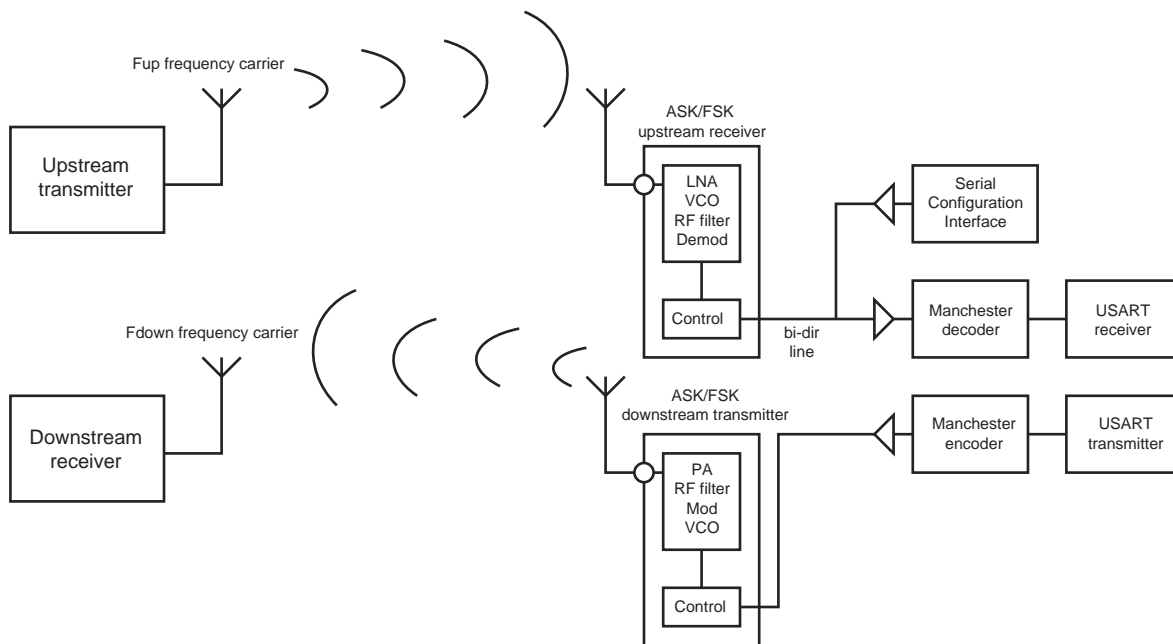 Fup frequency carrier
Upstream
transmitter
ASK/FSK
upstream receiver
LNA
VCO
RF filter
Demod
Control
bi-dir
line
Serial
Configuration
Interface
Manchester
decoder
USART
receiver
Fdown frequency carrier
Downstream
receiver
ASK/FSK
downstream transmitter
PA
RF filter
Mod
VCO
Control
Manchester
encoder
USART
transmitter